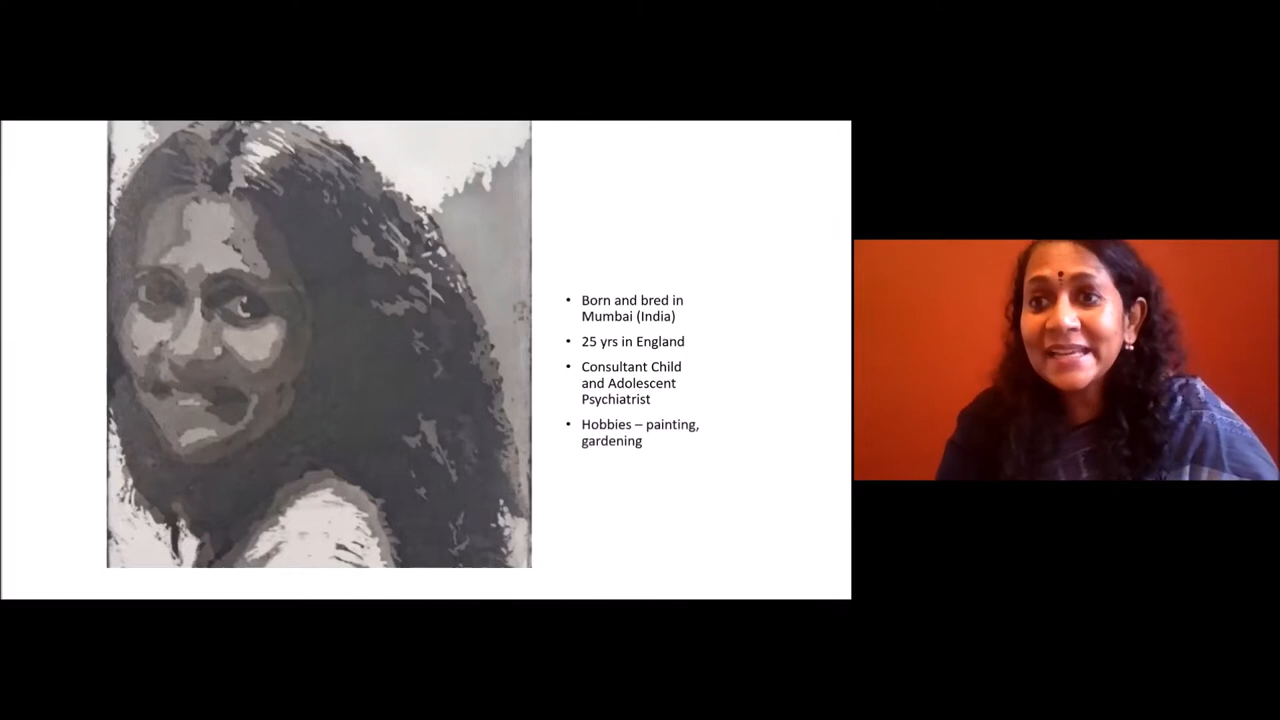 • Born and bred in
Mumbai (India)
• 25 yrs in England
• Consultant Child
and Adolescent
Psychiatrist
• Hobbies – painting,
gardening